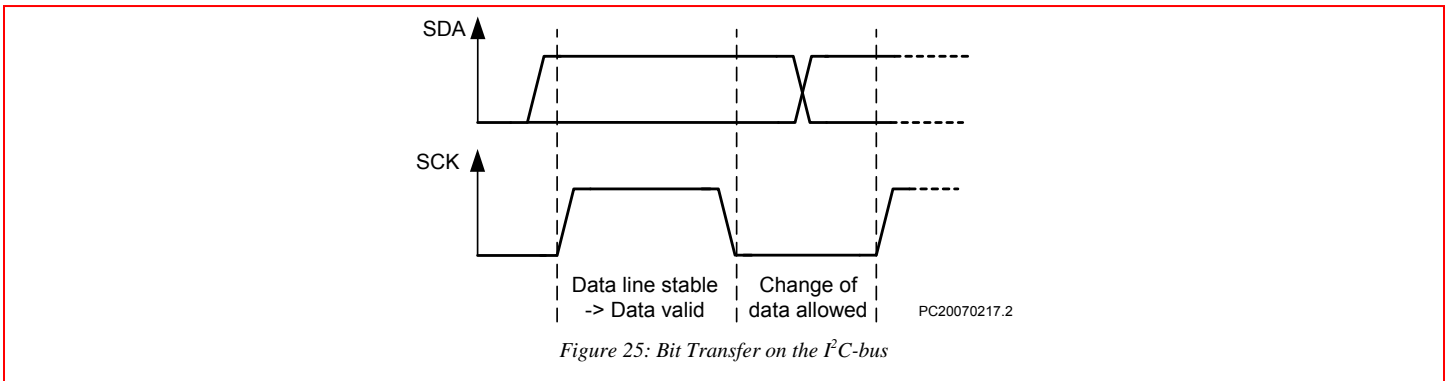 SDA
SCK
Data line stable
-> Data valid
Change of
data allowed
PC20070217.2
Figure 25: Bit Transfer on the I²C-bus